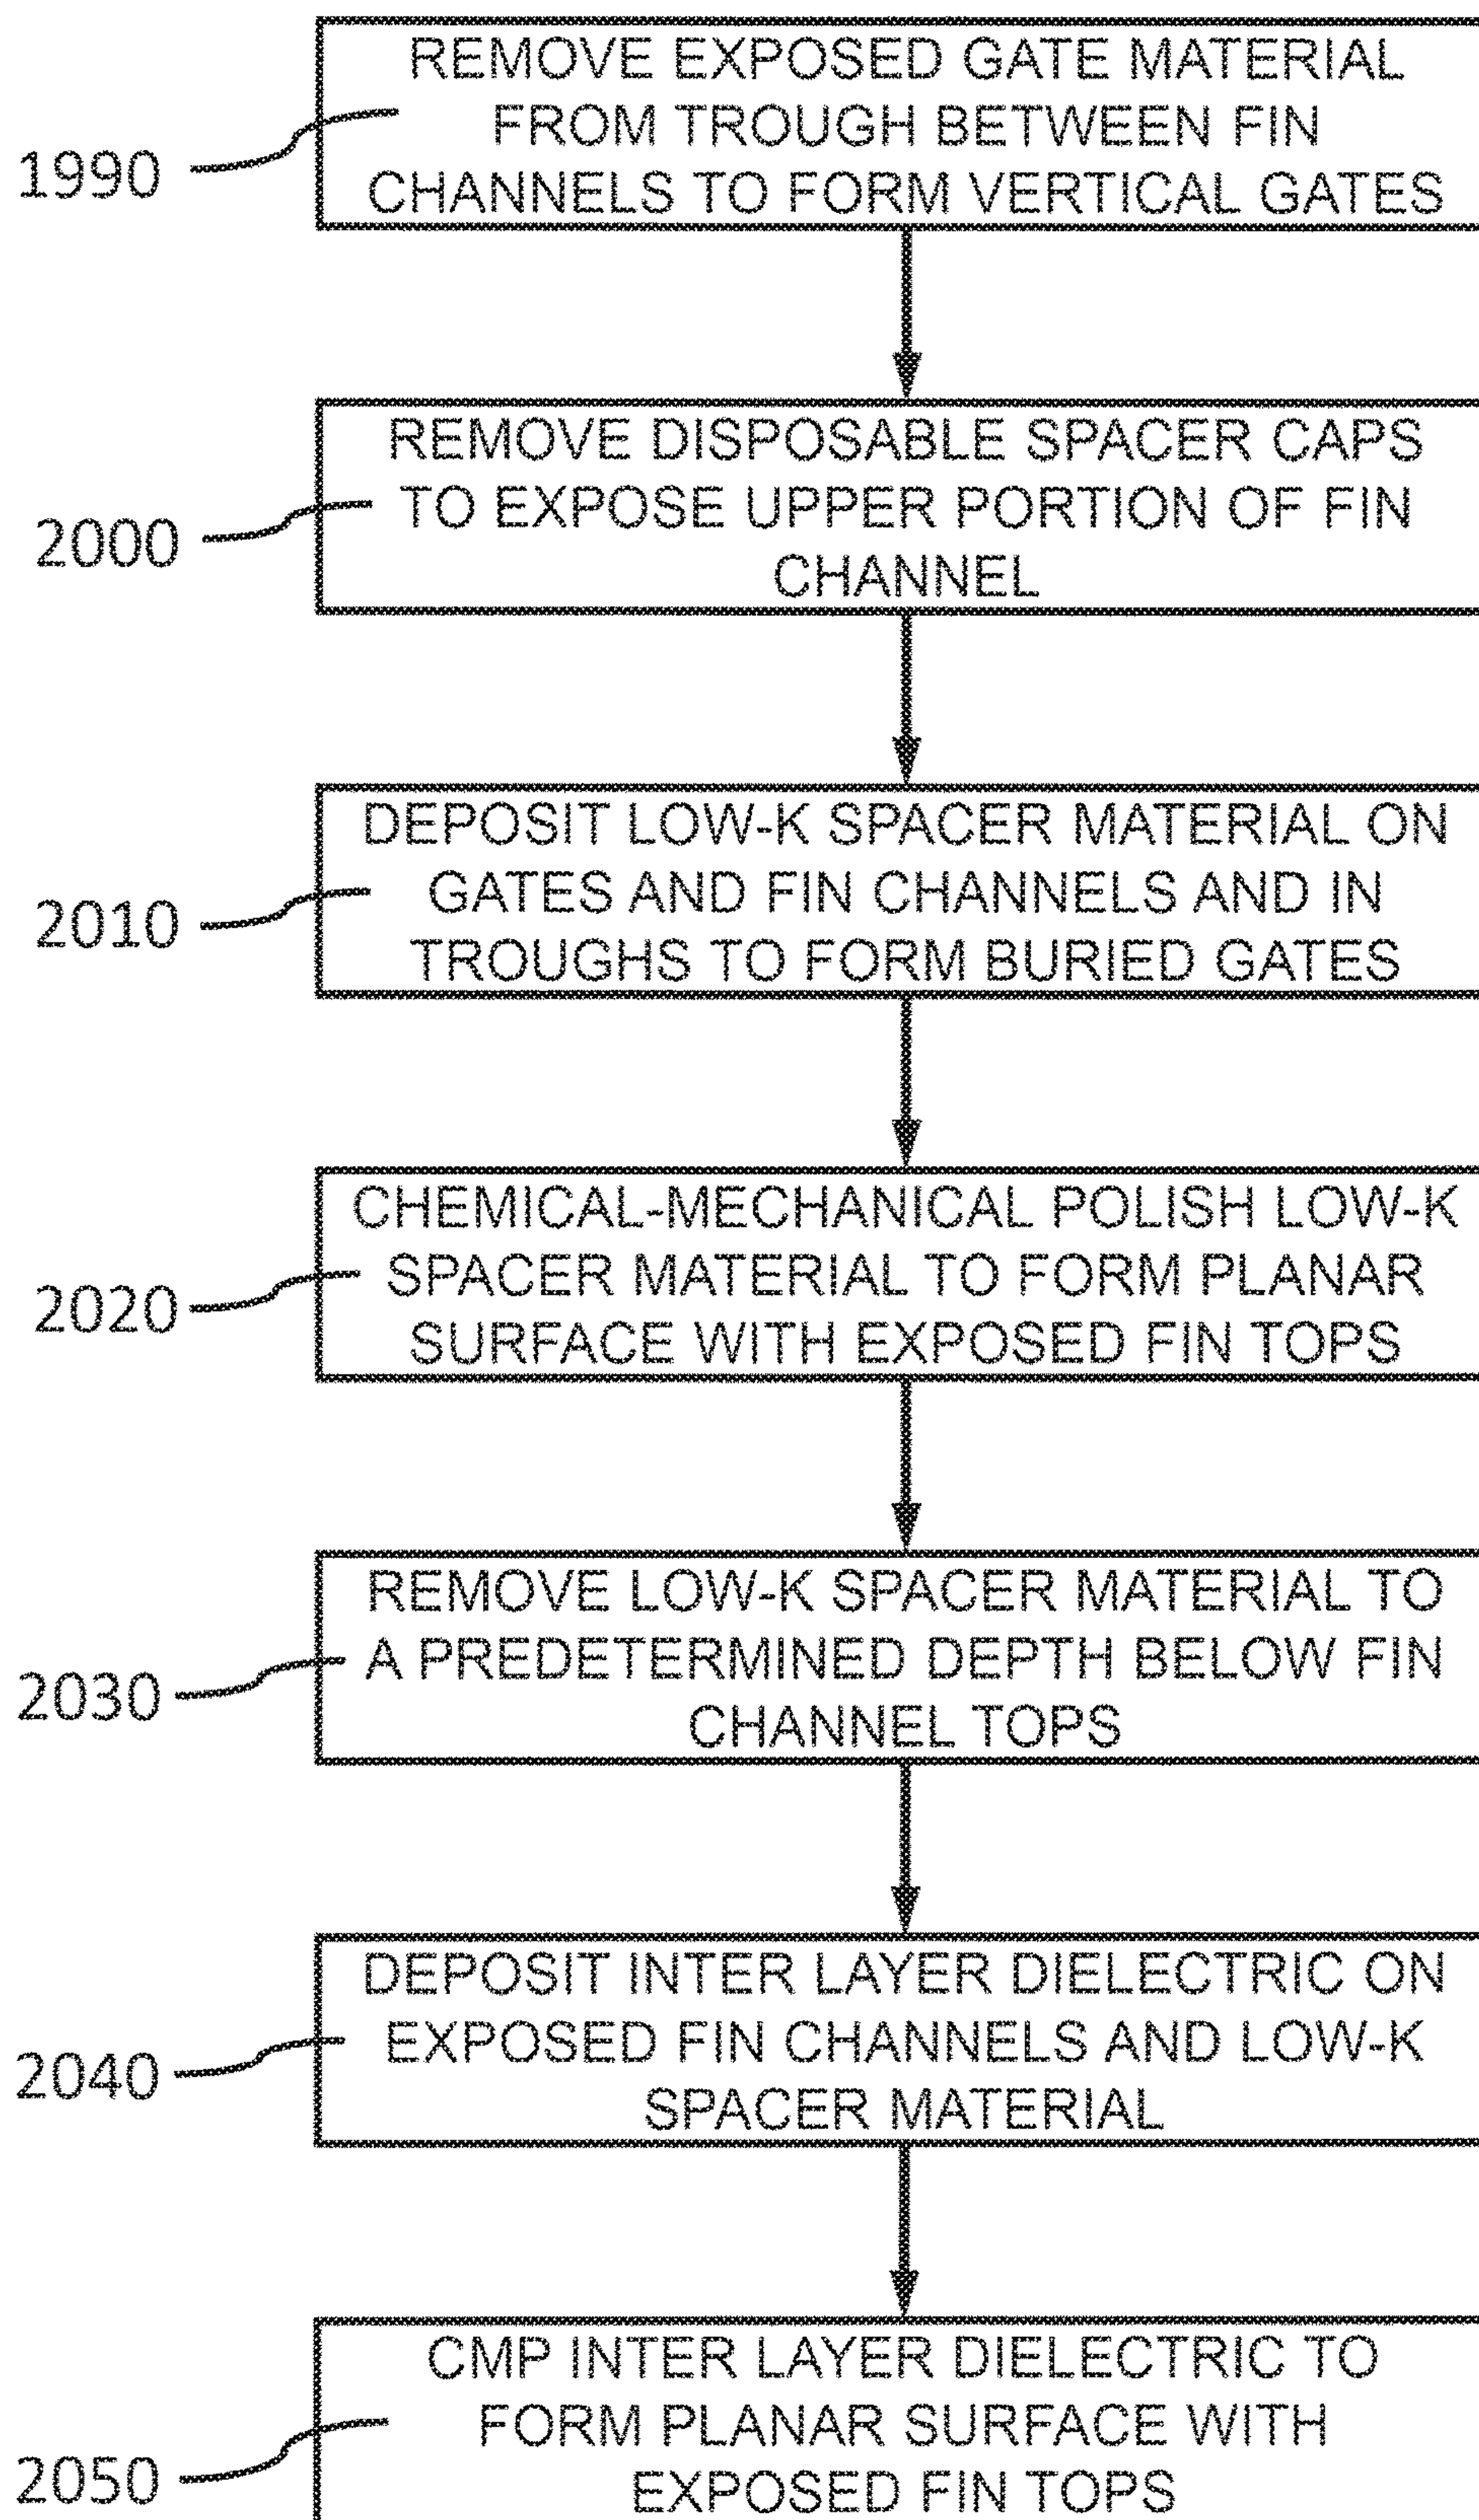 REMOVE EXPOSED GATE MATERIAL
FROM TROUGH BETWEEN FIN
CHANNELS TO FORM VERTICAL GATES
1990
REMOVE DISPOSABLE SPACER CAPS
TO EXPOSE UPPER PORTION OF FIN
CHANNEL
2000
DEPOSIT LOW-K SPACER MATERIAL ON
GATES AND FIN CHANNELS AND IN
TROUGHS TO FORM BURIED GATES
2010
CHEMICAL-MECHANICAL POLISH LOW-K
SPACER MATERIAL TO FORM PLANAR
SURFACE WITH EXPOSED FIN TOPS
2020
REMOVE LOW-K SPACER MATERIAL TO
A PREDETERMINED DEPTH BELOW FIN
CHANNEL TOPS
2030
DEPOSIT INTER LAYER DIELECTRIC ON
EXPOSED FIN CHANNELS AND LOW-K
SPACER MATERIAL
2040
CMP INTER LAYER DIELECTRIC TO
FORM PLANAR SURFACE WITH
EXPOSED FIN TOPS
2050